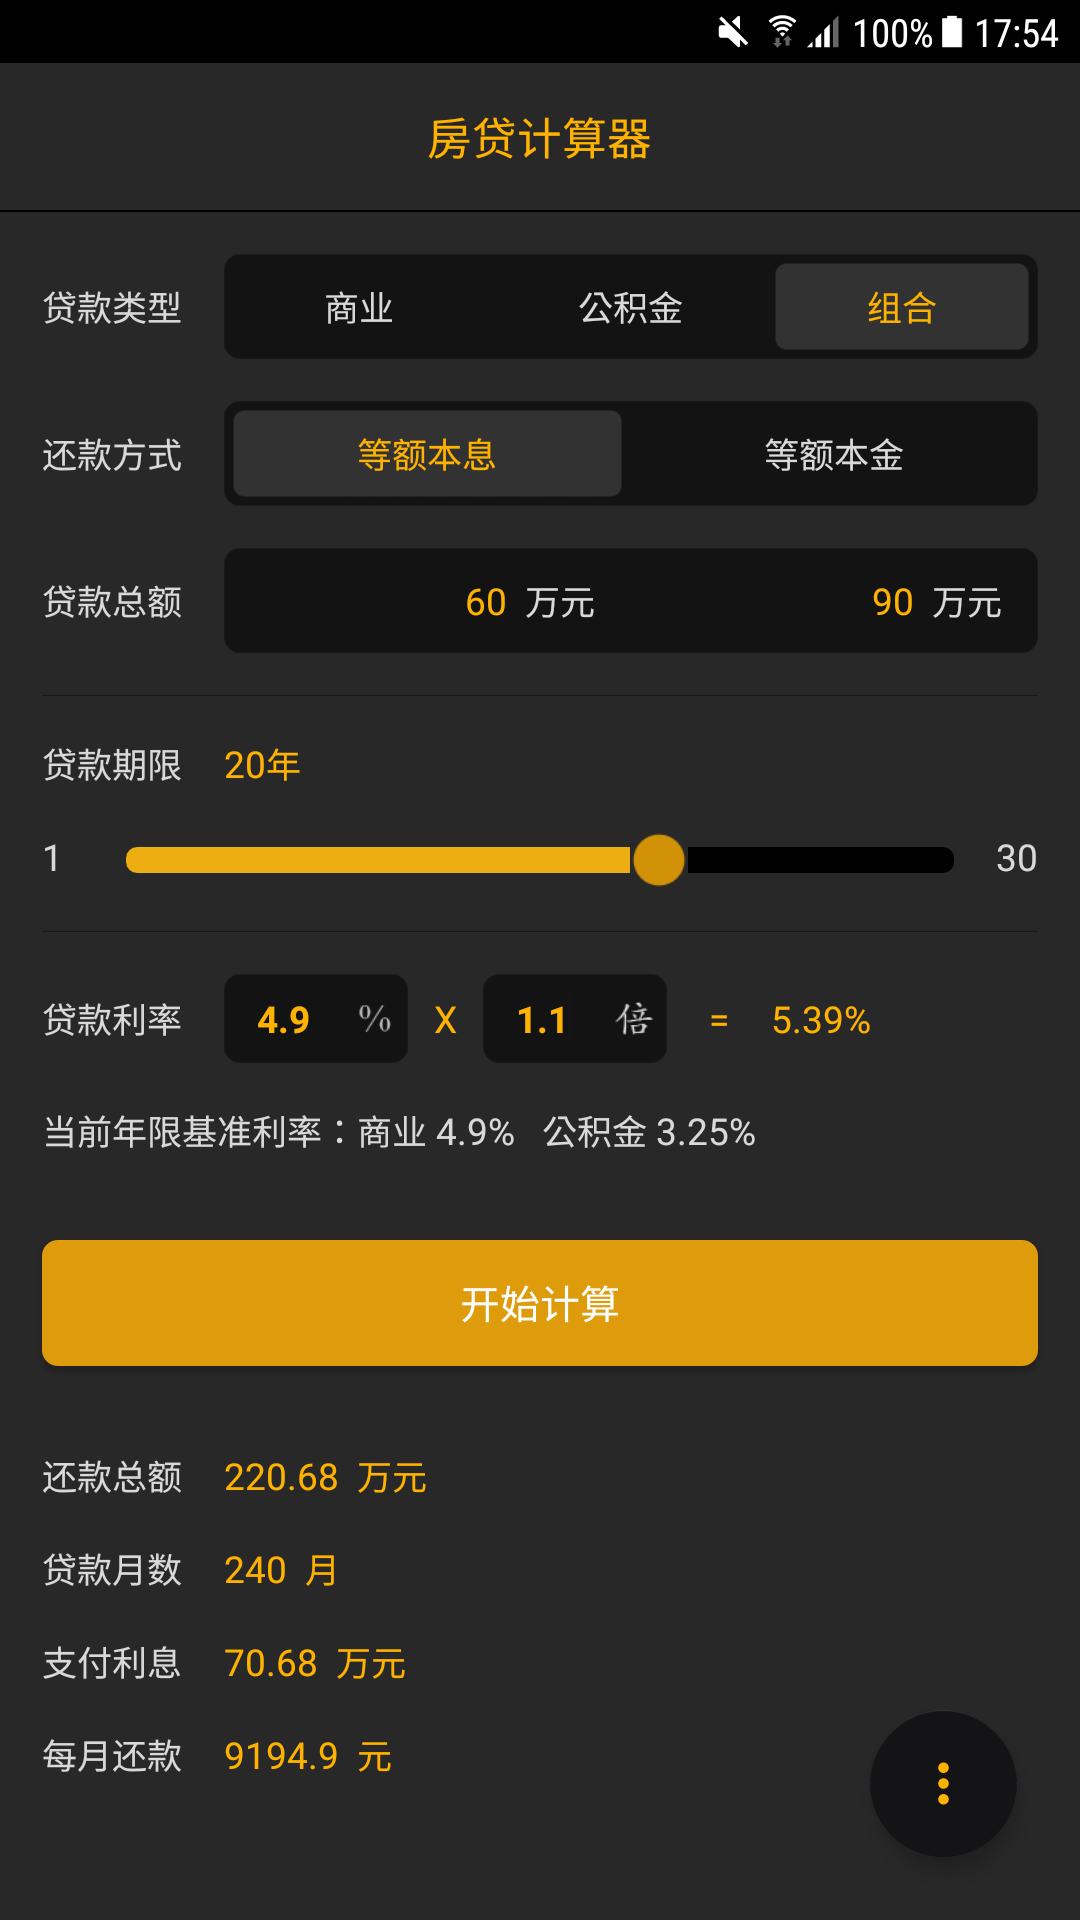 100% 17:54
房贷计算器
贷款类型 商业 公积金 组合
还款方式 等额本息 等额本金
贷款总额 60 万元 90 万元
贷款期限 20年
1 30
贷款利率 4.9 % X 1.1 倍 = 5.39%
当前年限基准利率：商业 4.9% 公积金 3.25%
开始计算
还款总额 220.68 万元
贷款月数 240 月
支付利息 70.68 万元
每月还款 9194.9 元